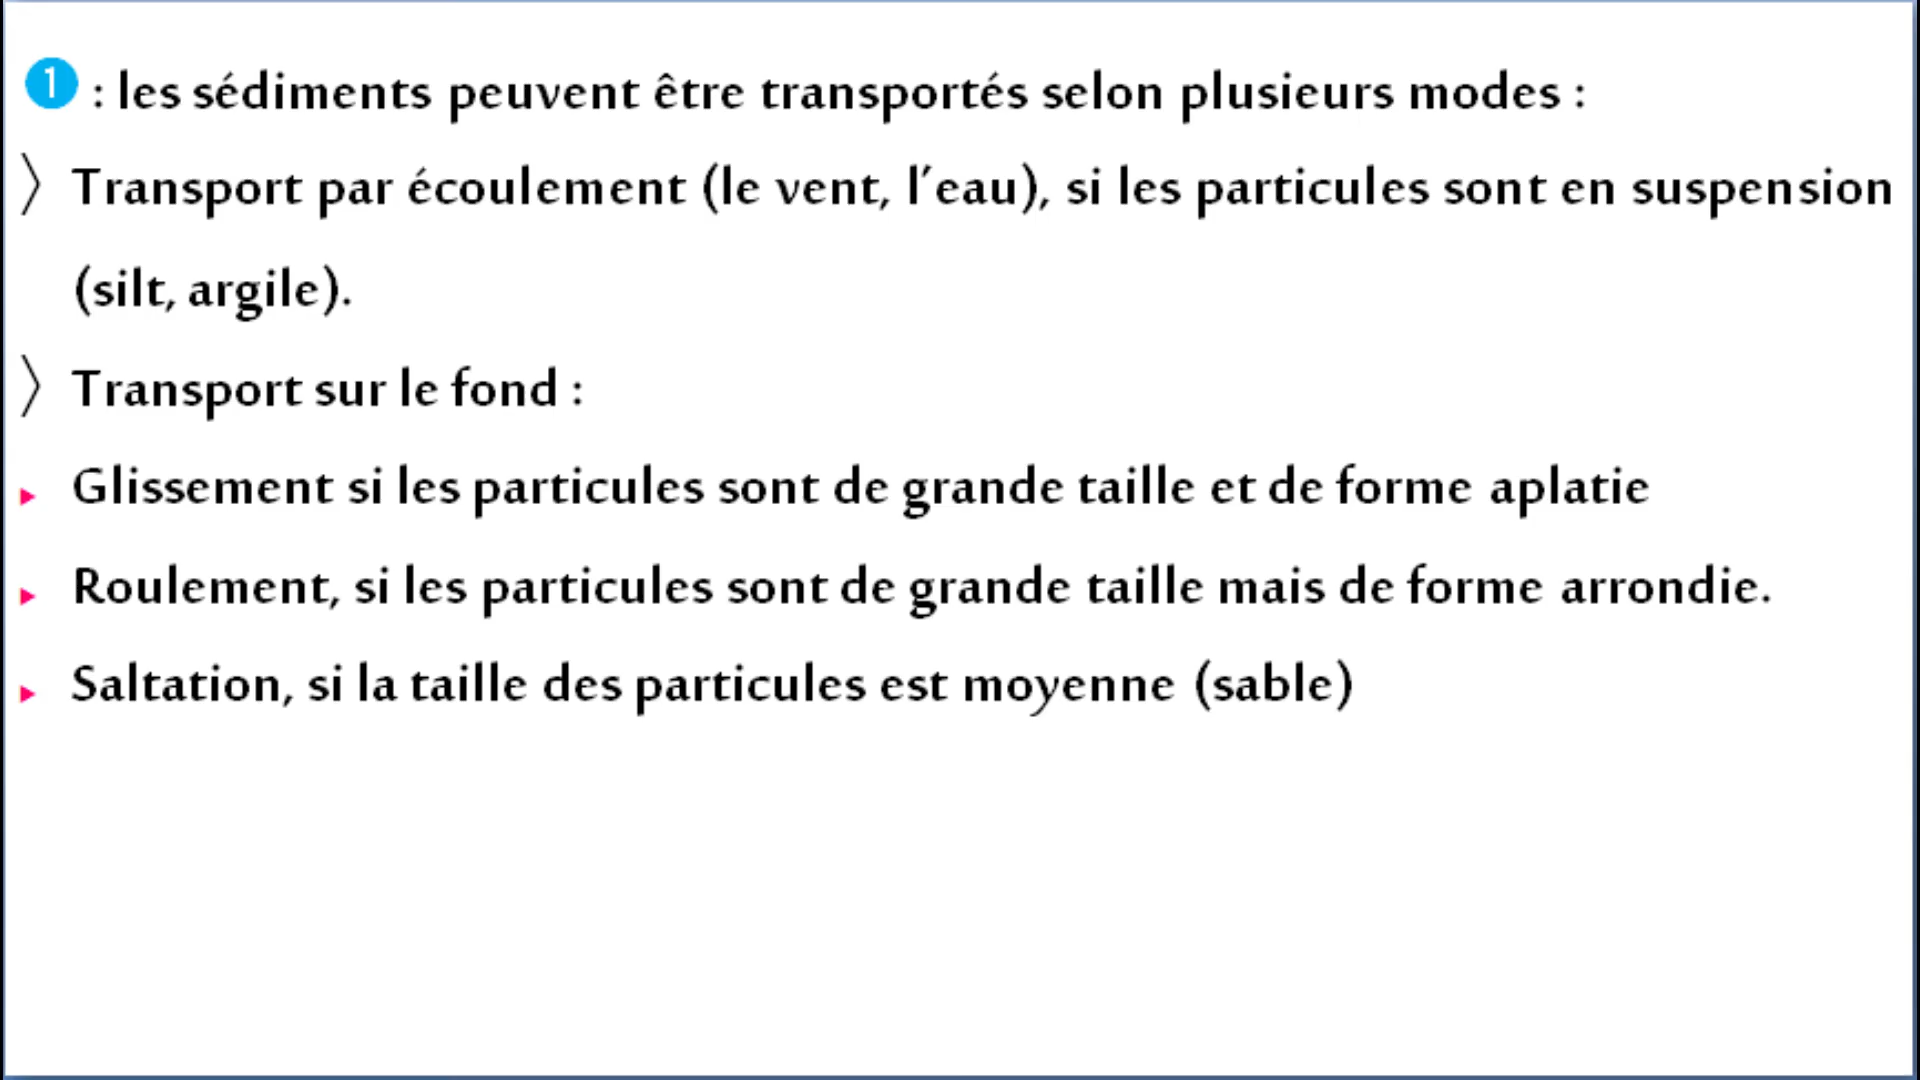 1 : les sédiments peuvent être transportés selon plusieurs modes :
〉 Transport par écoulement (le vent, l’eau), si les particules sont en suspension
(silt, argile).
〉 Transport sur le fond :
▸ Glissement si les particules sont de grande taille et de forme aplatie
▸ Roulement, si les particules sont de grande taille mais de forme arrondie.
▸ Saltation, si la taille des particules est moyenne (sable)